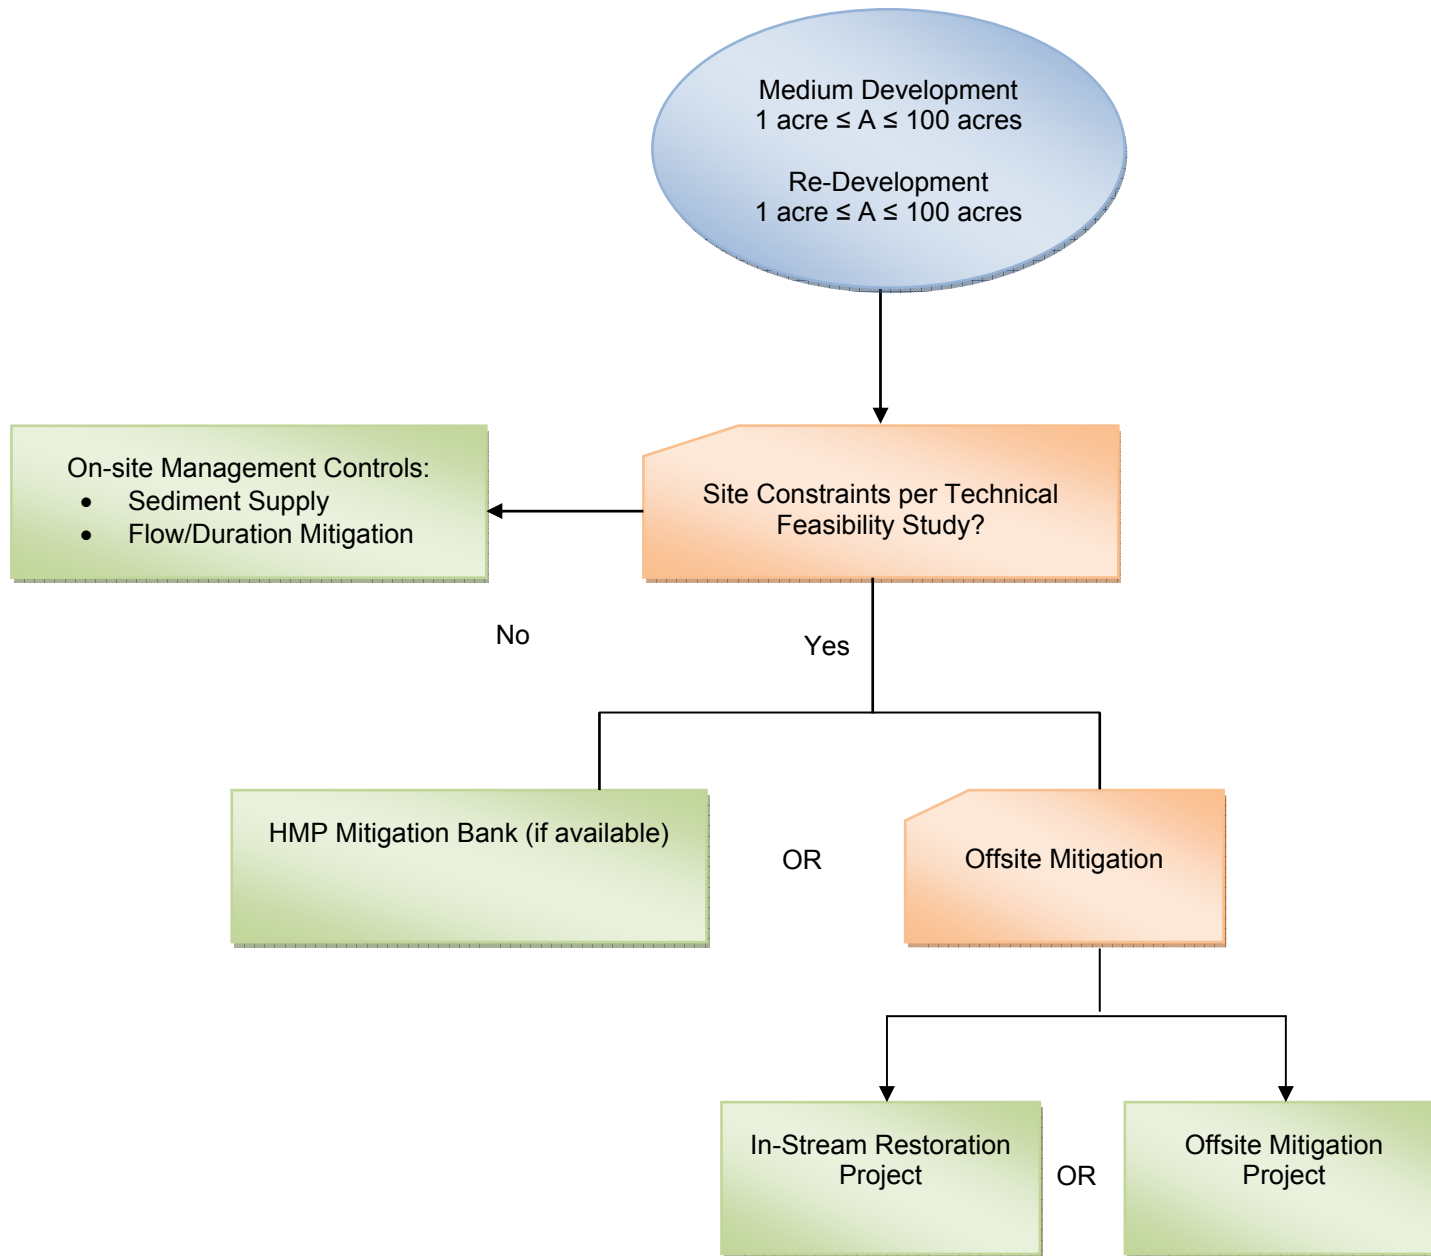 Medium Development
1 acre ≤ A ≤ 100 acres
Re-Development
1 acre ≤ A ≤ 100 acres
On-site Management Controls:
• Sediment Supply
• Flow/Duration Mitigation
Site Constraints per Technical
Feasibility Study?
No
Yes
HMP Mitigation Bank (if available)
OR
Offsite Mitigation
In-Stream Restoration
Project
OR
Offsite Mitigation
Project